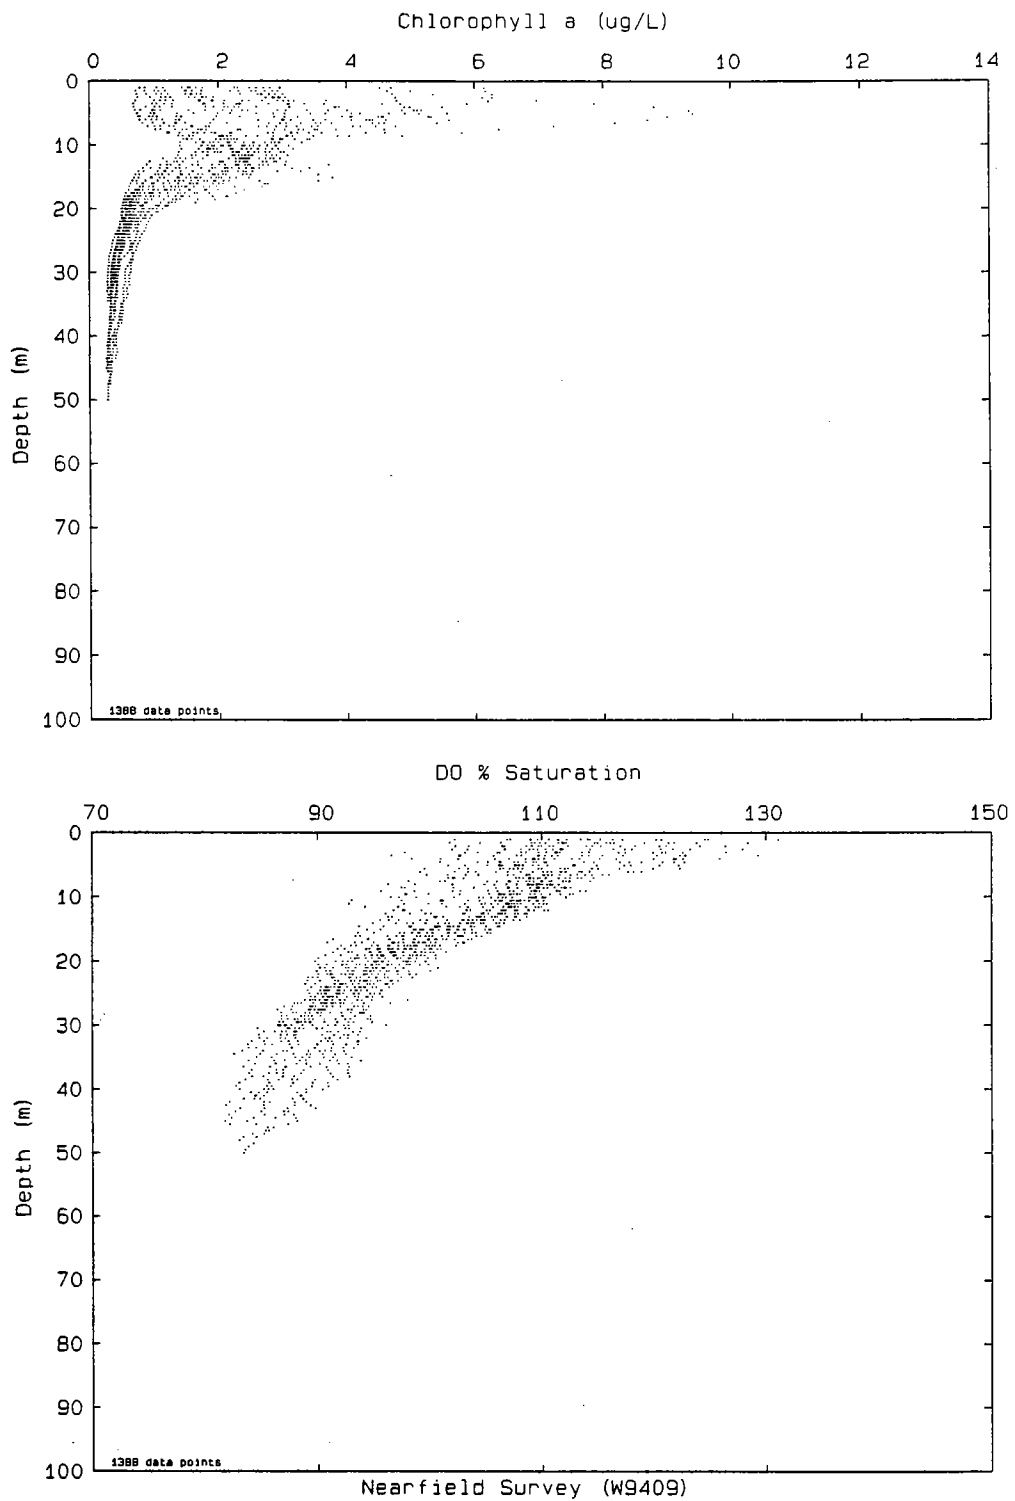 Chlorophyll a (ug/L)
0 2 4 6 8 10 12 14
0
10
20
30
40
50
60
70
80
90
100
Depth (m)
1388 data points
DO % Saturation
70 90 110 130 150
0
10
20
30
40
50
60
70
80
90
100
Depth (m)
1388 data points
Nearfield Survey (W9409)